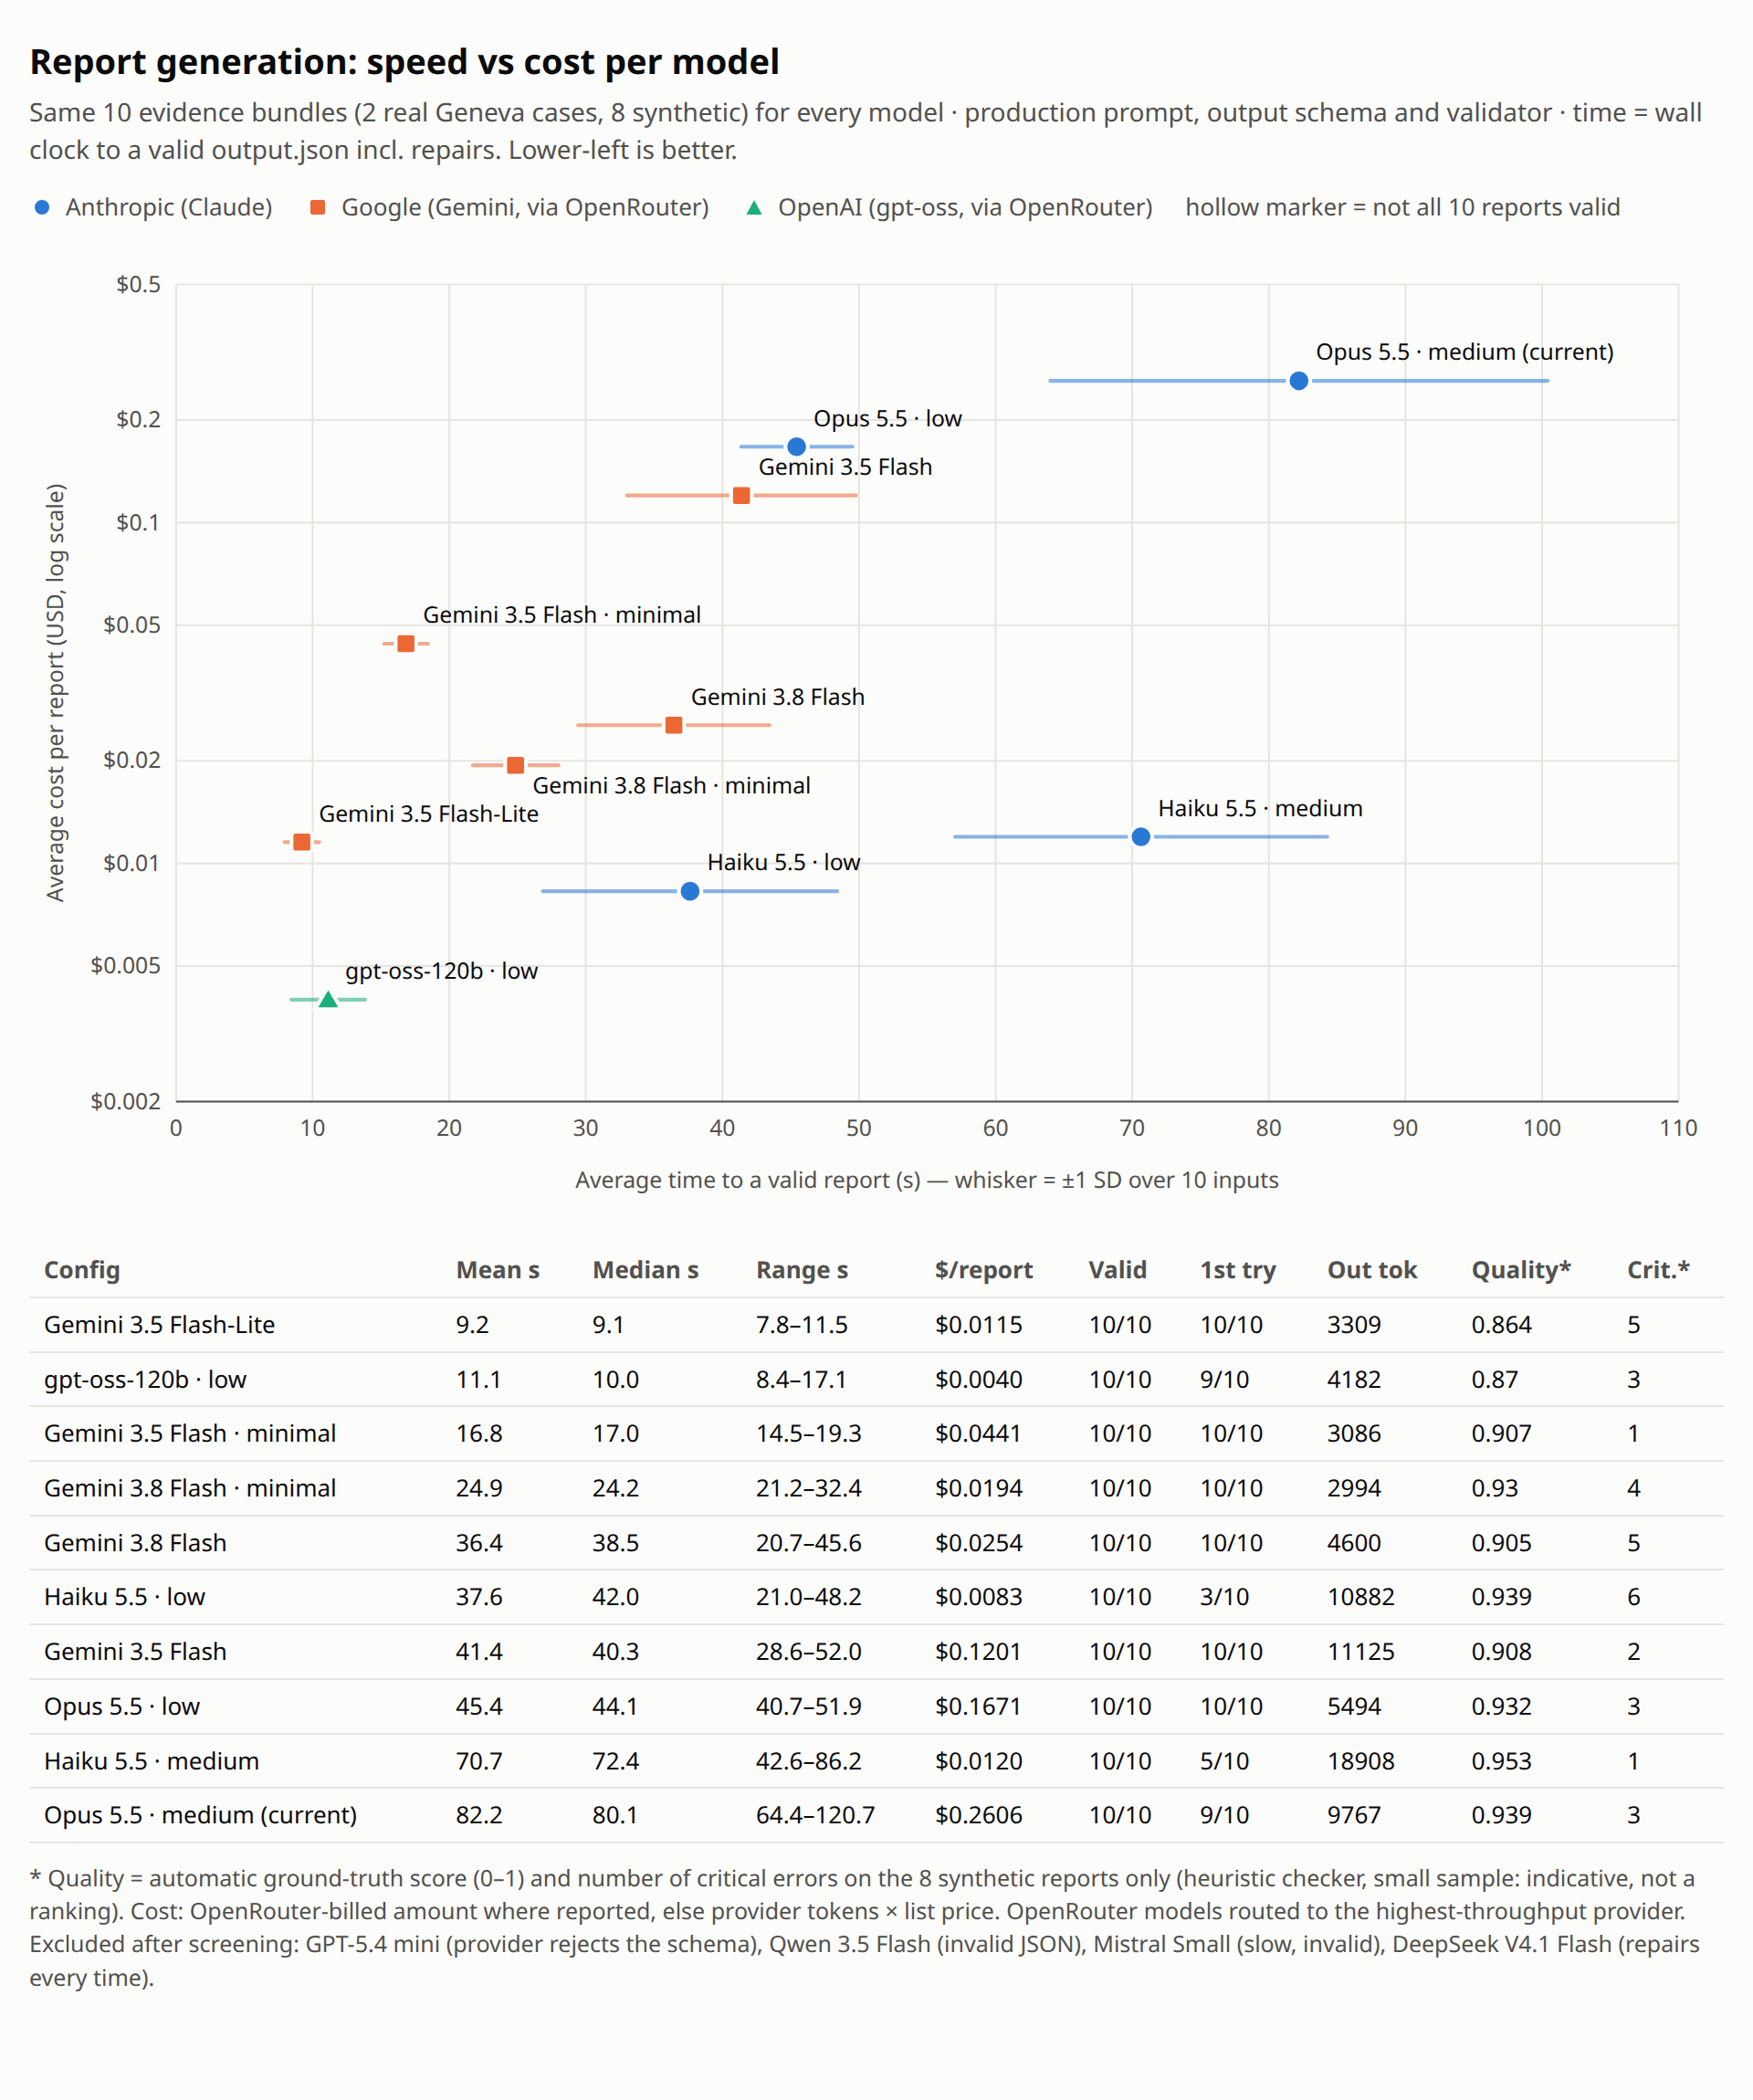 Report generation: speed vs cost per model
Same 10 evidence bundles (2 real Geneva cases, 8 synthetic) for every model · production prompt, output schema and validator · time = wall
clock to a valid output.json incl. repairs. Lower-left is better.
Anthropic (Claude) Google (Gemini, via OpenRouter) OpenAI (gpt-oss, via OpenRouter) hollow marker = not all 10 reports valid
$0.5
Opus 5.5 · medium (current)
$0.2
Opus 5.5 · low
Gemini 3.5 Flash
$0.1
Average cost per report (USD, log scale)
Gemini 3.5 Flash · minimal
$0.05
Gemini 3.8 Flash
$0.02
Gemini 3.8 Flash · minimal
Gemini 3.5 Flash-Lite
Haiku 5.5 · medium
$0.01
Haiku 5.5 · low
$0.005
gpt-oss-120b · low
$0.002
0 10 20 30 40 50 60 70 80 90 100 110
Average time to a valid report (s) — whisker = ±1 SD over 10 inputs
Config Mean s Median s Range s $/report Valid 1st try Out tok Quality* Crit.*
Gemini 3.5 Flash-Lite 9.2 9.1 7.8–11.5 $0.0115 10/10 10/10 3309 0.864 5
gpt-oss-120b · low 11.1 10.0 8.4–17.1 $0.0040 10/10 9/10 4182 0.87 3
Gemini 3.5 Flash · minimal 16.8 17.0 14.5–19.3 $0.0441 10/10 10/10 3086 0.907 1
Gemini 3.8 Flash · minimal 24.9 24.2 21.2–32.4 $0.0194 10/10 10/10 2994 0.93 4
Gemini 3.8 Flash 36.4 38.5 20.7–45.6 $0.0254 10/10 10/10 4600 0.905 5
Haiku 5.5 · low 37.6 42.0 21.0–48.2 $0.0083 10/10 3/10 10882 0.939 6
Gemini 3.5 Flash 41.4 40.3 28.6–52.0 $0.1201 10/10 10/10 11125 0.908 2
Opus 5.5 · low 45.4 44.1 40.7–51.9 $0.1671 10/10 10/10 5494 0.932 3
Haiku 5.5 · medium 70.7 72.4 42.6–86.2 $0.0120 10/10 5/10 18908 0.953 1
Opus 5.5 · medium (current) 82.2 80.1 64.4–120.7 $0.2606 10/10 9/10 9767 0.939 3
* Quality = automatic ground-truth score (0–1) and number of critical errors on the 8 synthetic reports only (heuristic checker, small sample: indicative, not a
ranking). Cost: OpenRouter-billed amount where reported, else provider tokens × list price. OpenRouter models routed to the highest-throughput provider.
Excluded after screening: GPT-5.4 mini (provider rejects the schema), Qwen 3.5 Flash (invalid JSON), Mistral Small (slow, invalid), DeepSeek V4.1 Flash (repairs
every time).